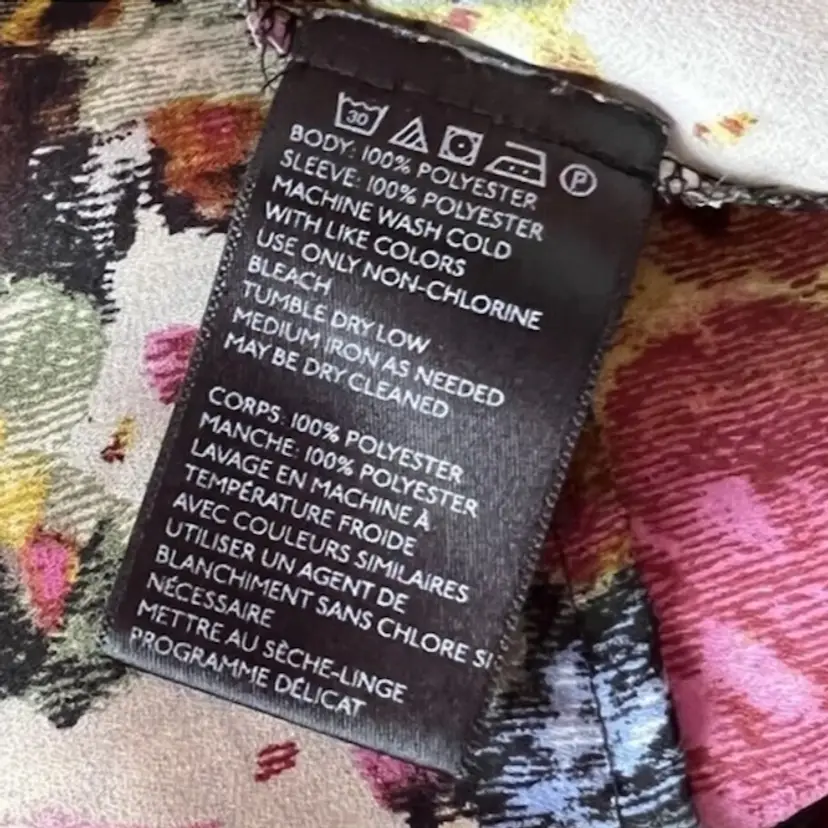 30
P
BODY: 100% POLYESTER
SLEEVE: 100% POLYESTER
MACHINE WASH COLD
WITH LIKE COLORS
USE ONLY NON-CHLORINE
BLEACH
TUMBLE DRY LOW
MEDIUM IRON AS NEEDED
MAY BE DRY CLEANED
CORPS: 100% POLYESTER
MANCHE: 100% POLYESTER
LAVAGE EN MACHINE À
TEMPÉRATURE FROIDE
AVEC COULEURS SIMILAIRES
UTILISER UN AGENT DE
BLANCHIMENT SANS CHLORE SI
NÉCESSAIRE
METTRE AU SÈCHE-LINGE
PROGRAMME DÉLICAT